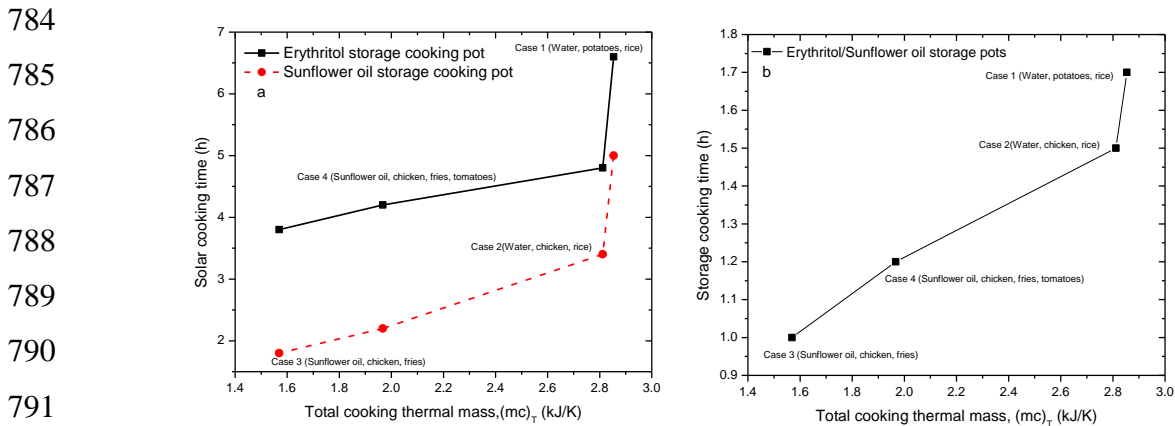 784
785
786
787
788
789
790
791
Erythritol storage cooking pot
Sunflower oil storage cooking pot
a
Case 1 (Water, potatoes, rice)
Case 4 (Sunflower oil, chicken, fries, tomatoes)
Case 2(Water, chicken, rice)
Case 3 (Sunflower oil, chicken, fries)
Solar cooking time (h)
7
6
5
4
3
2
1.4 1.6 1.8 2.0 2.2 2.4 2.6 2.8 3.0
Total cooking thermal mass,(mc)T (kJ/K)
Erythritol/Sunflower oil storage pots
b
Case 1 (Water, potatoes, rice)
Case 2(Water, chicken, rice)
Case 4 (Sunflower oil, chicken, fries, tomatoes)
Case 3 (Sunflower oil, chicken, fries)
Storage cooking time (h)
1.8
1.7
1.6
1.5
1.4
1.3
1.2
1.1
1.0
0.9
1.4 1.6 1.8 2.0 2.2 2.4 2.6 2.8 3.0
Total cooking thermal mass, (mc)T (kJ/K)